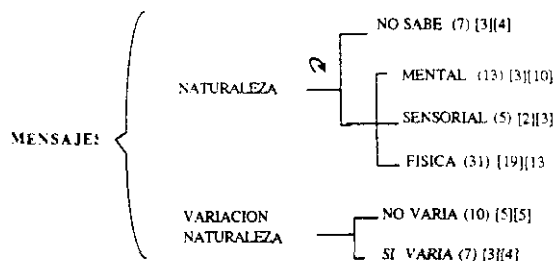 NO SABE (7) [3][4]
MENTAL (13) [3][10]
NATURALEZA
SENSORIAL (5) [2][3]
MENSAJES
FISICA (31) [19][13
VARIACION
NATURALEZA
NO VARIA (10) [5][5]
SI VARIA (7) [3][4]